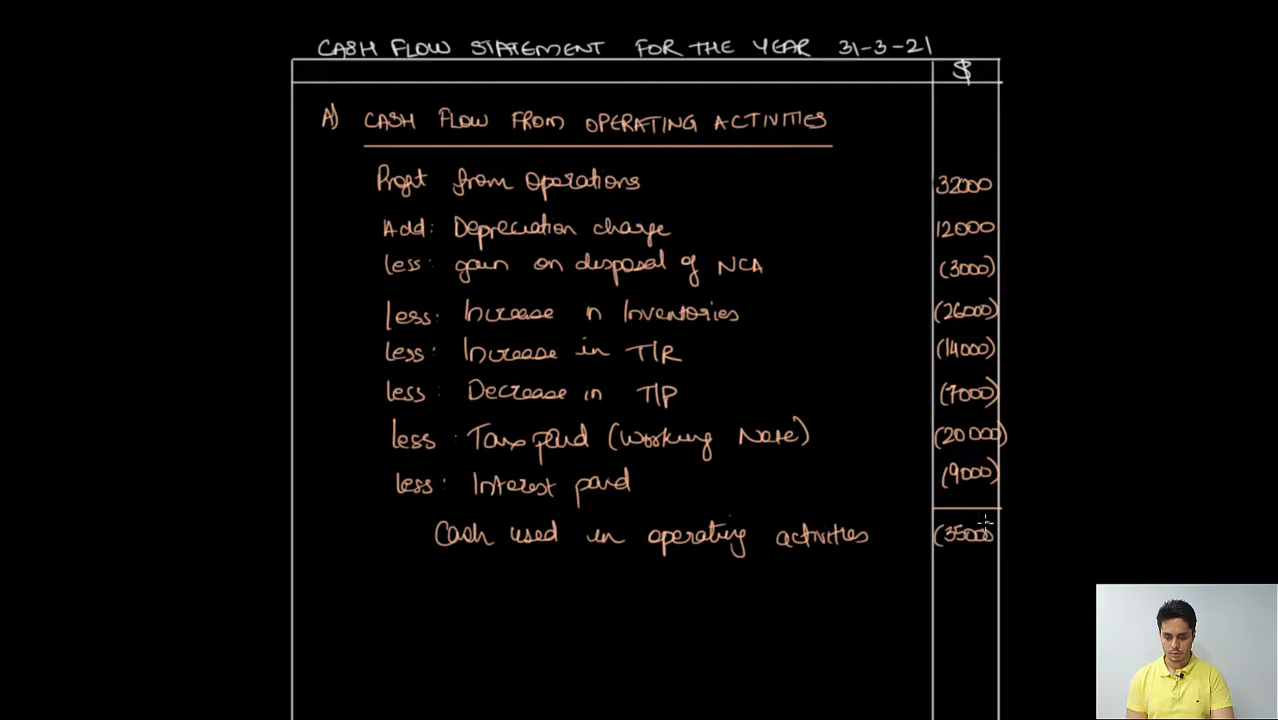 CASH FLOW STATEMENT FOR THE YEAR 31-3-21
$
A) CASH FLOW FROM OPERATING ACTIVITIES
Profit from Operations 32000
Add: Depreciation charge 12000
less: gain on disposal of NCA (3000)
less: Increase in Inventories (26000)
less: Increase in T/R (14000)
less: Decrease in T/P (7000)
less: Tax paid (Working Note) (20000)
less: Interest paid (9000)
Cash used in operating activities (35000)